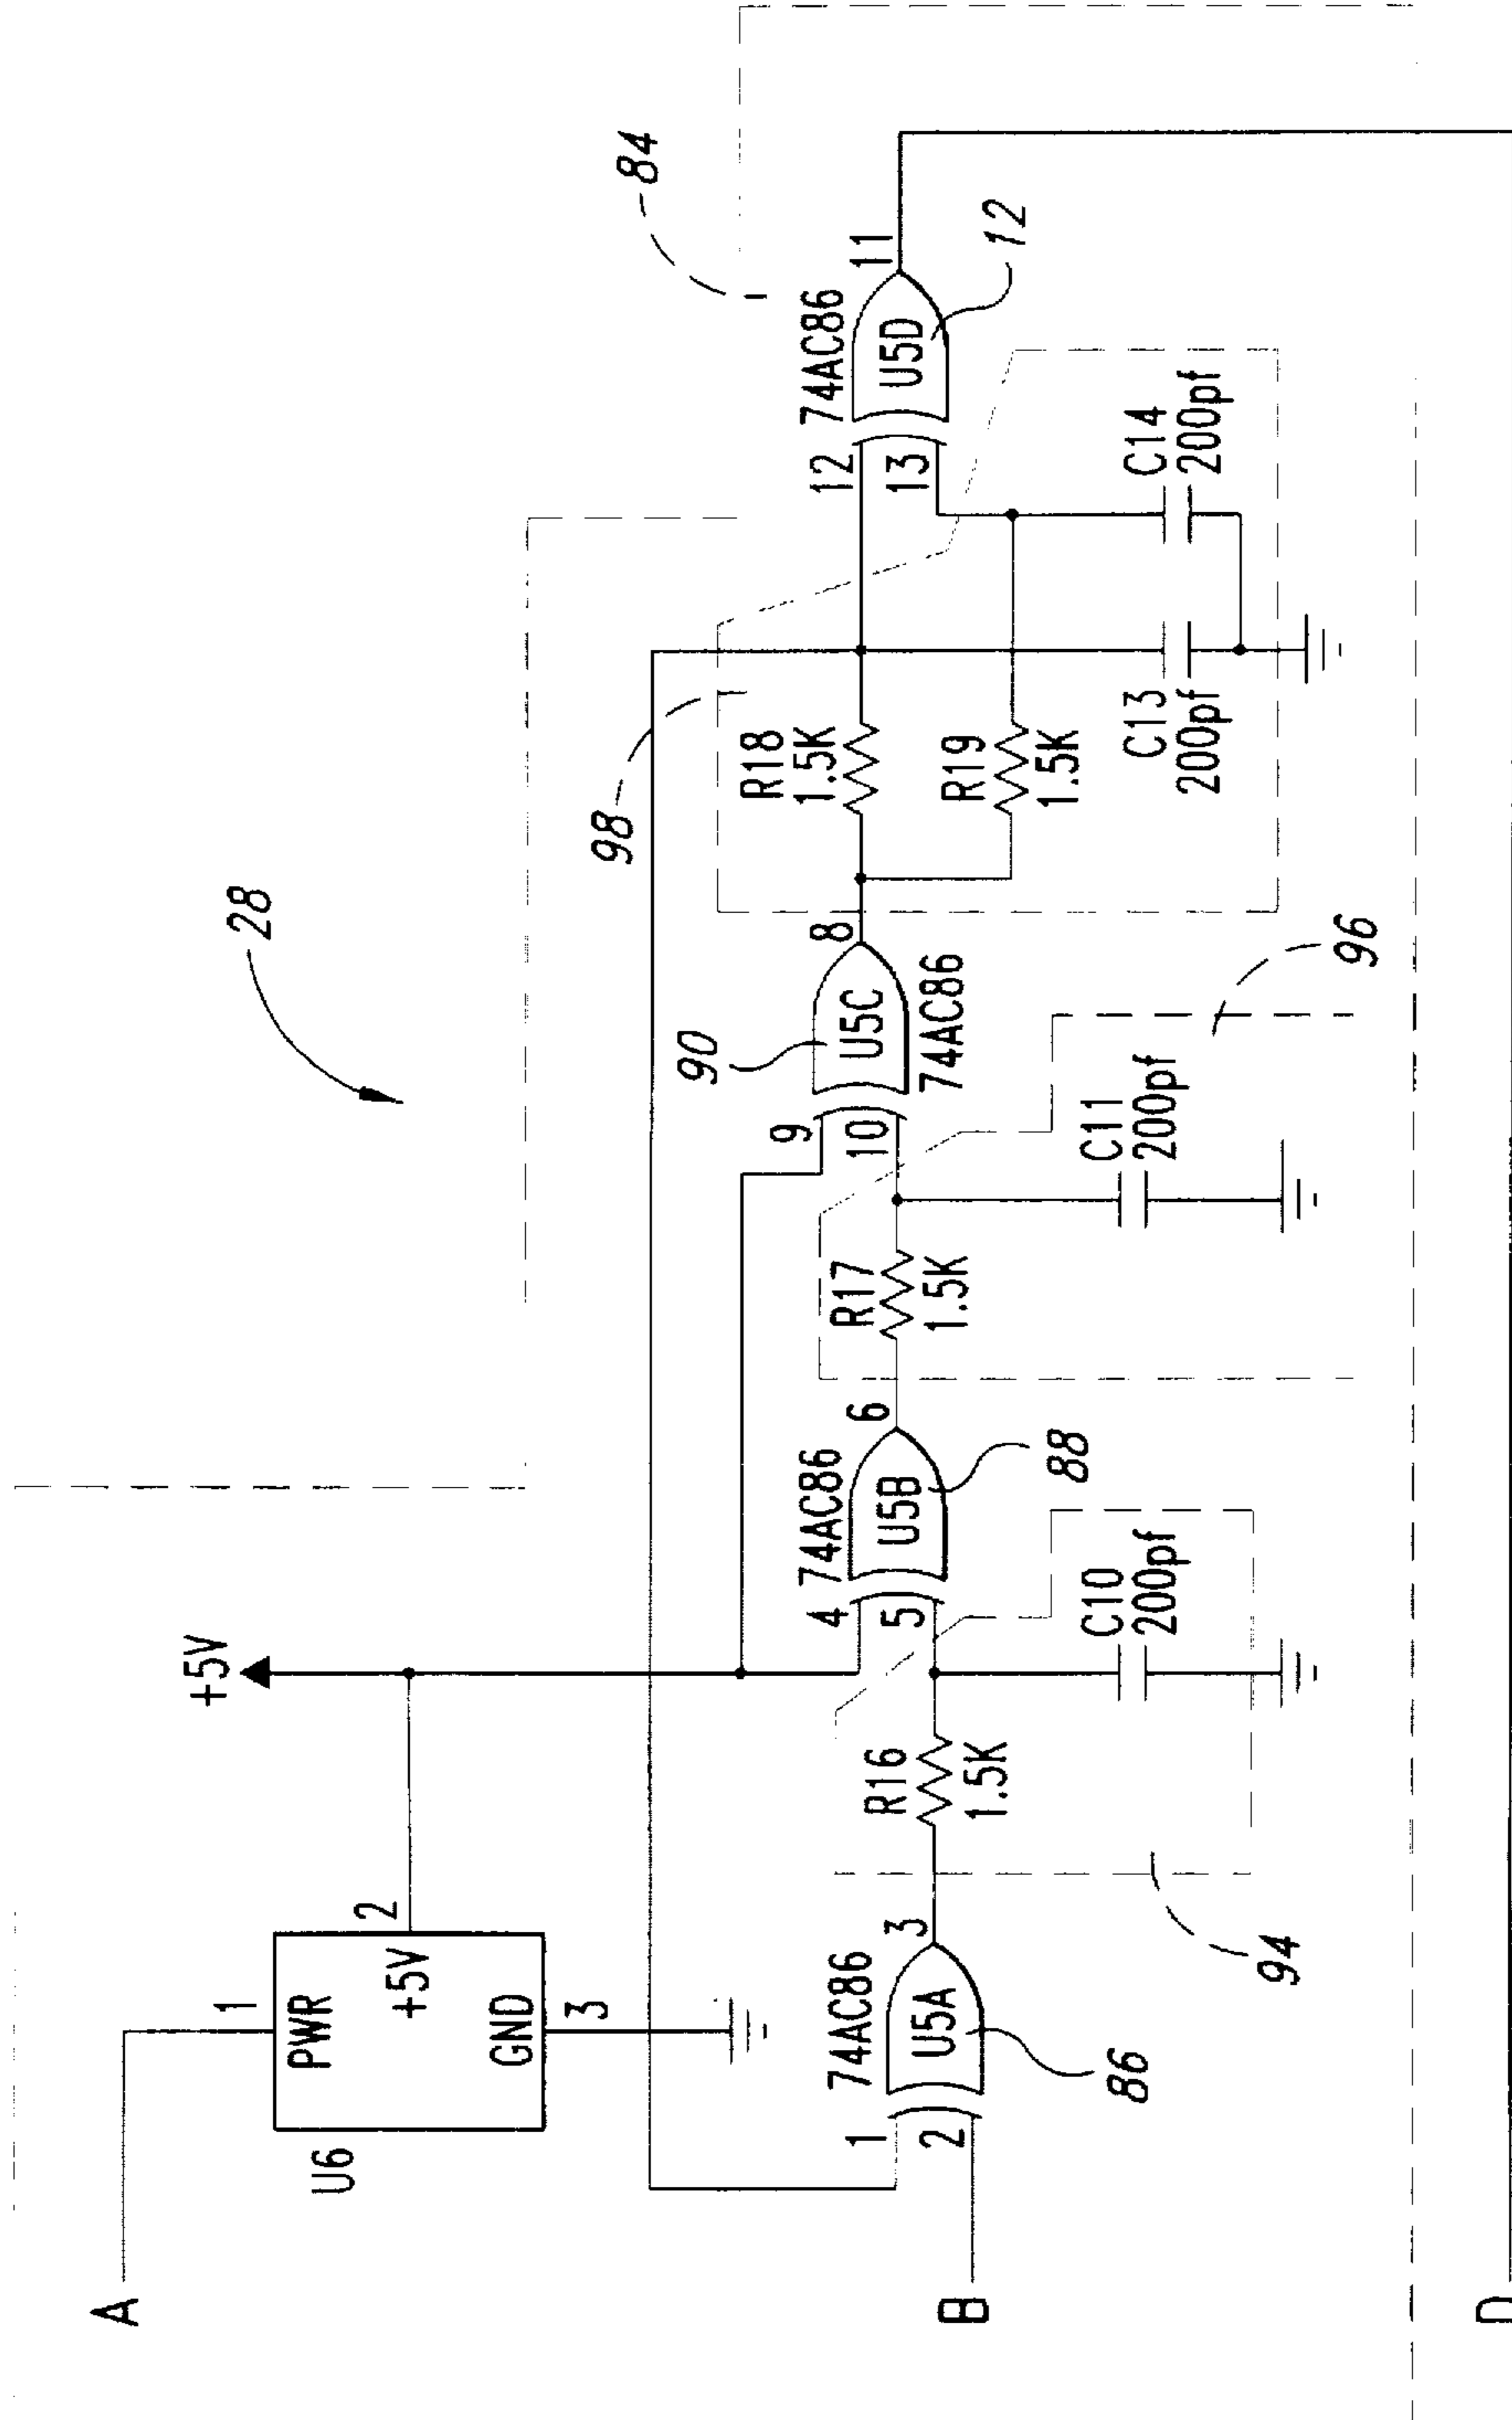 28
84
98
+5V
A
1
PWR
2
+5V
GND
3
U6
74AC86
12
13
U5D
11
12
R18
1.5K
R19
1.5K
C13
200pf
C14
200pf
90
9
10
U5C
8
74AC86
96
R17
1.5K
C11
200pf
74AC86
4
5
U5B
6
88
R16
1.5K
C10
200pf
94
74AC86
1
2
U5A
3
86
B
D